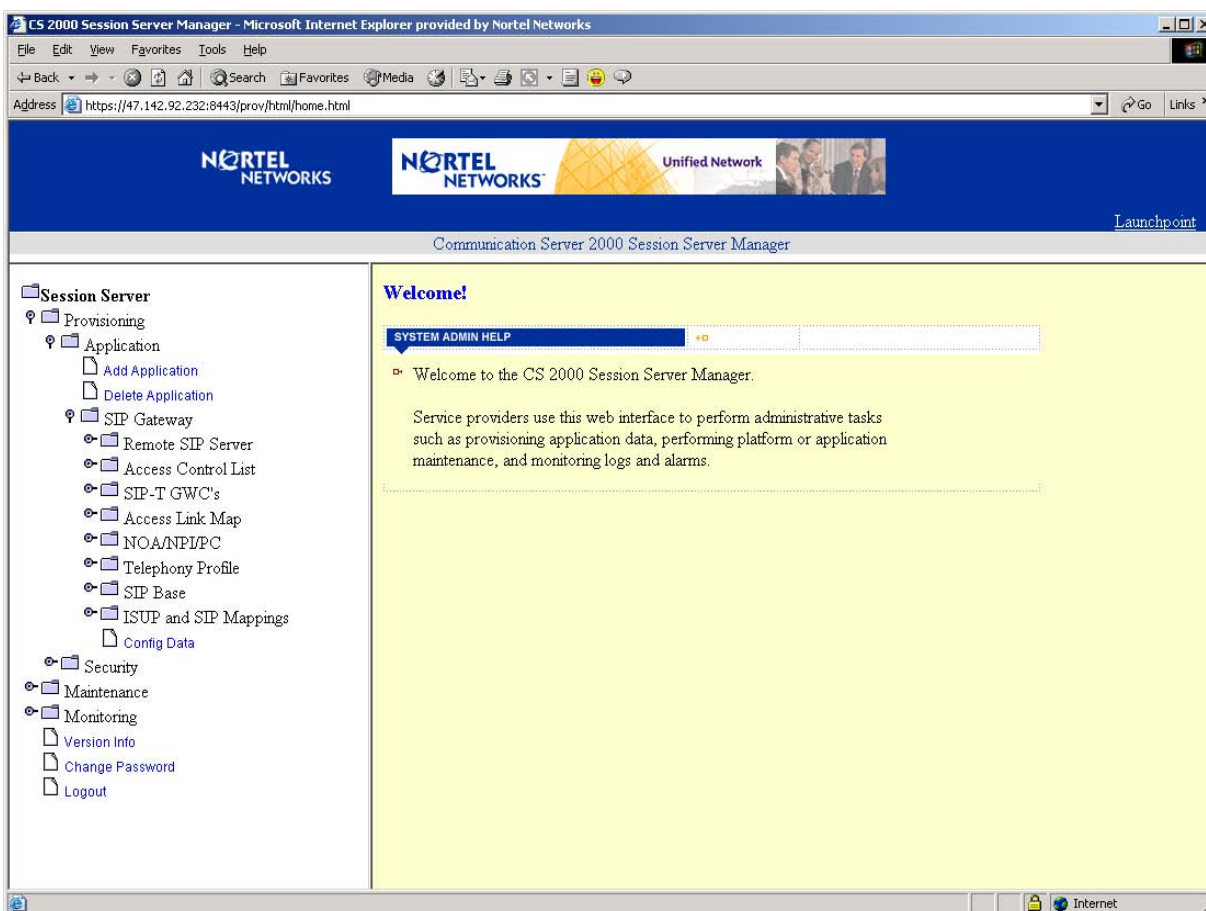 CS 2000 Session Server Manager - Microsoft Internet Explorer provided by Nortel Networks
File Edit View Favorites Tools Help
Back Search Favorites Media
Address https://47.142.92.232:8443/prov/html/home.html Go Links
NORTEL NETWORKS
NORTEL NETWORKS Unified Network
Launchpoint
Communication Server 2000 Session Server Manager
Session Server
Provisioning
Application
Add Application
Delete Application
SIP Gateway
Remote SIP Server
Access Control List
SIP-T GWC's
Access Link Map
NOA/NPI/PC
Telephony Profile
SIP Base
ISUP and SIP Mappings
Config Data
Security
Maintenance
Monitoring
Version Info
Change Password
Logout
Welcome!
SYSTEM ADMIN HELP
Welcome to the CS 2000 Session Server Manager.
Service providers use this web interface to perform administrative tasks
such as provisioning application data, performing platform or application
maintenance, and monitoring logs and alarms.
Internet